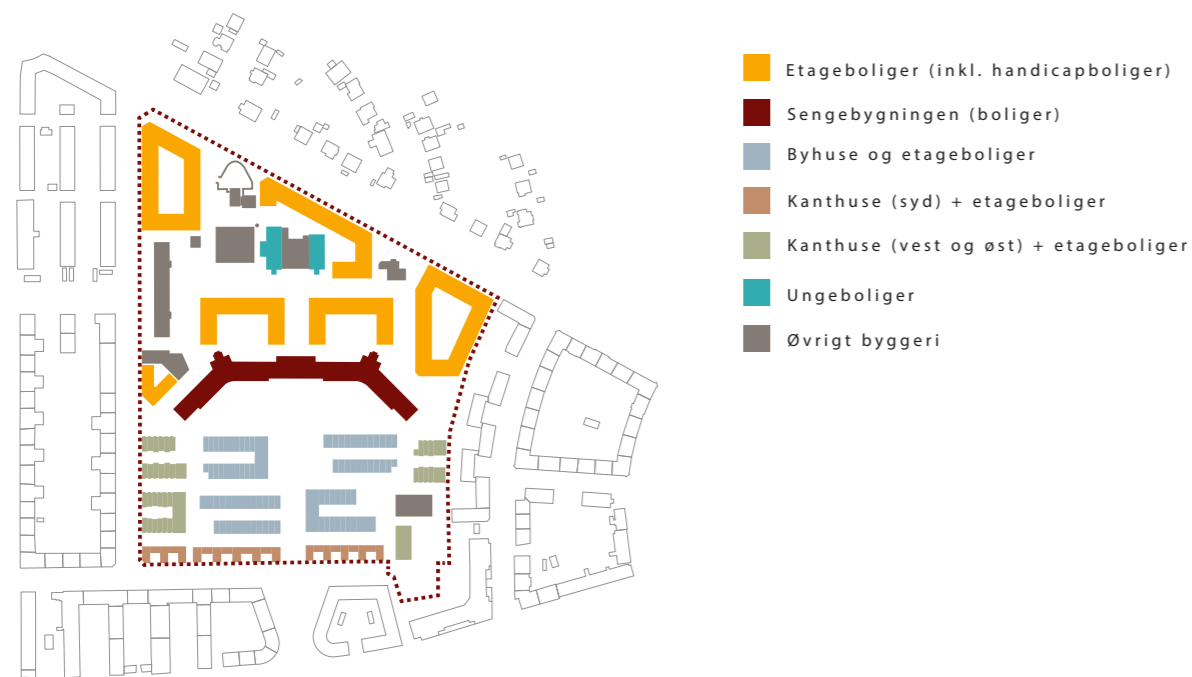 Etageboliger (inkl. handicapboliger)
Sengebygningen (boliger)
Byhuse og etageboliger
Kanthuse (syd) + etageboliger
Kanthuse (vest og øst) + etageboliger
Ungeboliger
Øvrigt byggeri